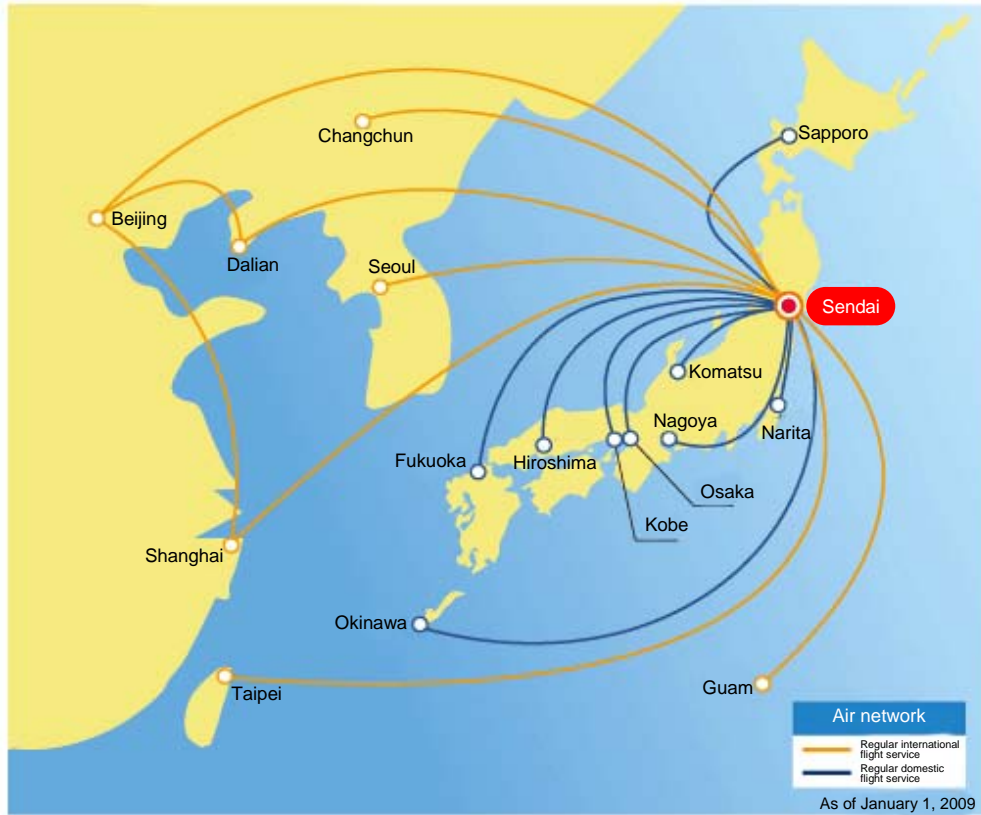 Changchun
Sapporo
Beijing
Dalian
Seoul
Sendai
Komatsu
Nagoya
Narita
Fukuoka
Hiroshima
Osaka
Kobe
Shanghai
Okinawa
Taipei
Guam
Air network
Regular international
flight service
Regular domestic
flight service
As of January 1, 2009